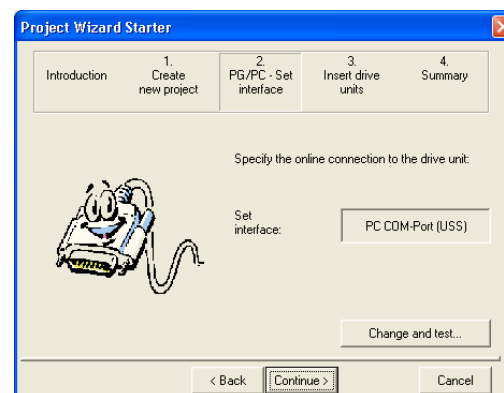 Project Wizard Starter
Introduction
1.
Create
new project
2.
PG/PC - Set
interface
3.
Insert drive
units
4.
Summary
Specify the online connection to the drive unit:
Set
interface:
PC COM-Port (USS)
Change and test...
< Back
Continue >
Cancel